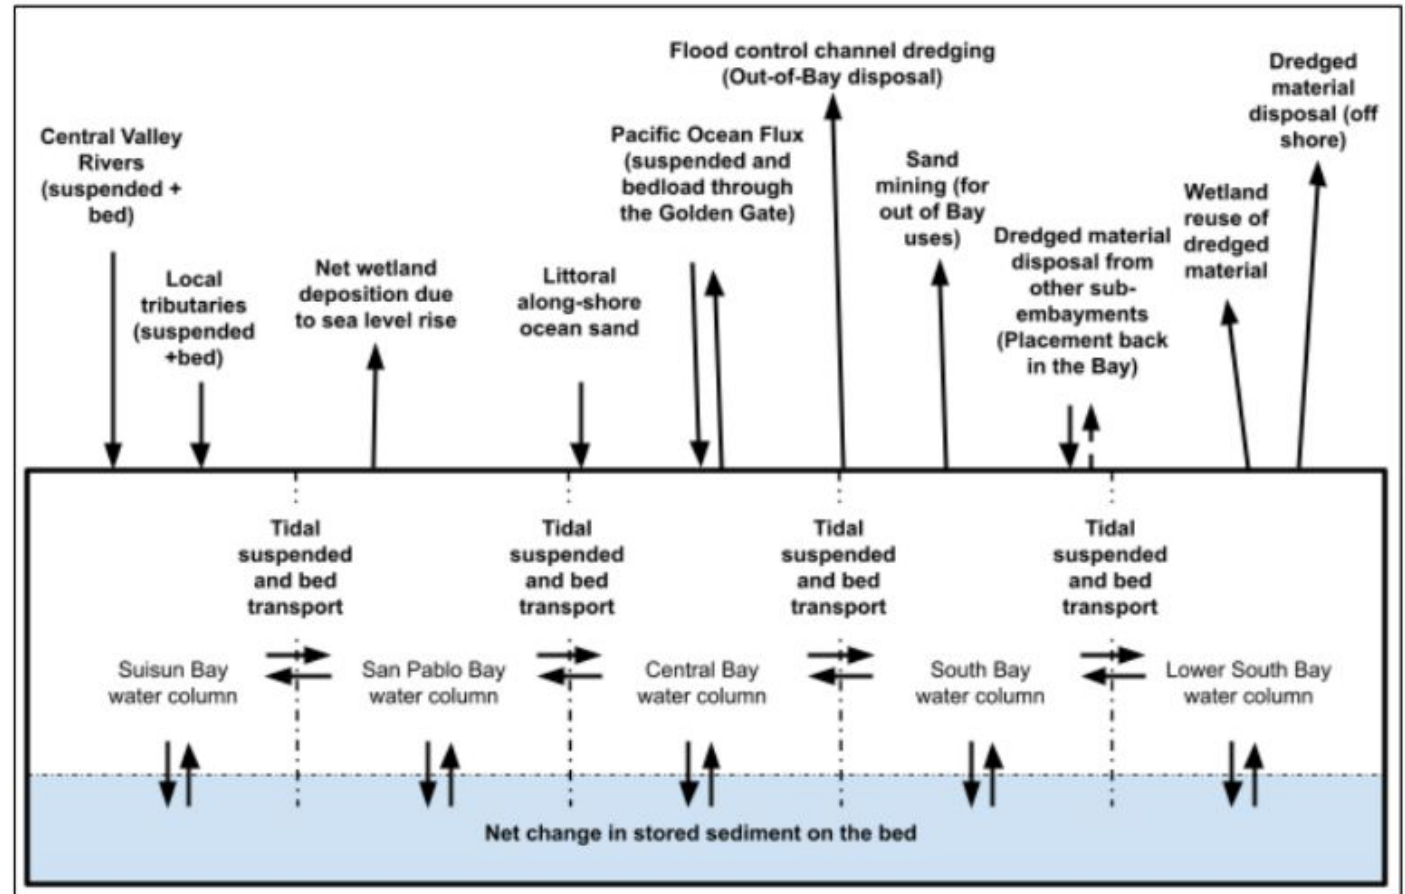 Flood control channel dredging
(Out-of-Bay disposal)
Dredged
material
disposal (off
shore)
Central Valley
Rivers
(suspended +
bed)
Pacific Ocean Flux
(suspended and
bedload through
the Golden Gate)
Sand
mining (for
out of Bay
uses)
Wetland
reuse of
dredged
material
Local
tributaries
(suspended
+bed)
Net wetland
deposition due
to sea level rise
Littoral
along-shore
ocean sand
Dredged material
disposal from
other sub-
embayments
(Placement back
in the Bay)
Tidal
suspended
and bed
transport
Tidal
suspended
and bed
transport
Tidal
suspended
and bed
transport
Tidal
suspended
and bed
transport
Suisun Bay
water column
San Pablo Bay
water column
Central Bay
water column
South Bay
water column
Lower South Bay
water column
Net change in stored sediment on the bed